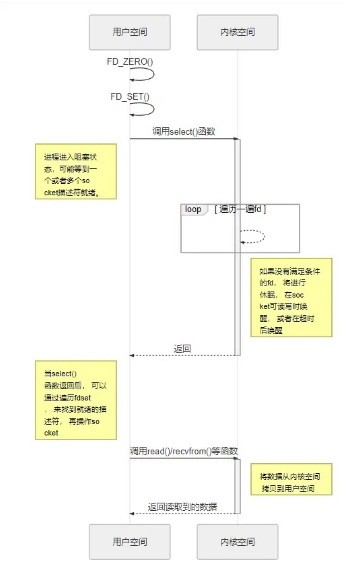 用户空间
内核空间
FD_ZERO()
FD_SET()
调用select()函数
进程进入阻塞状
态，可能等到一
个或者多个so
cket描述符就绪。
loop
[ 遍历一遍fd ]
如果没有满足条件
的fd， 将进行
休眠， 在soc
ket可读写时唤
醒， 或者在超时
后唤醒
返回
当select()
函数返回后， 可以
通过遍历fdset
， 来找到就绪的描
述符， 再操作so
cket
调用read()/recvfrom()等函数
将数据从内核空间
拷贝到用户空间
返回读取到的数据
用户空间
内核空间